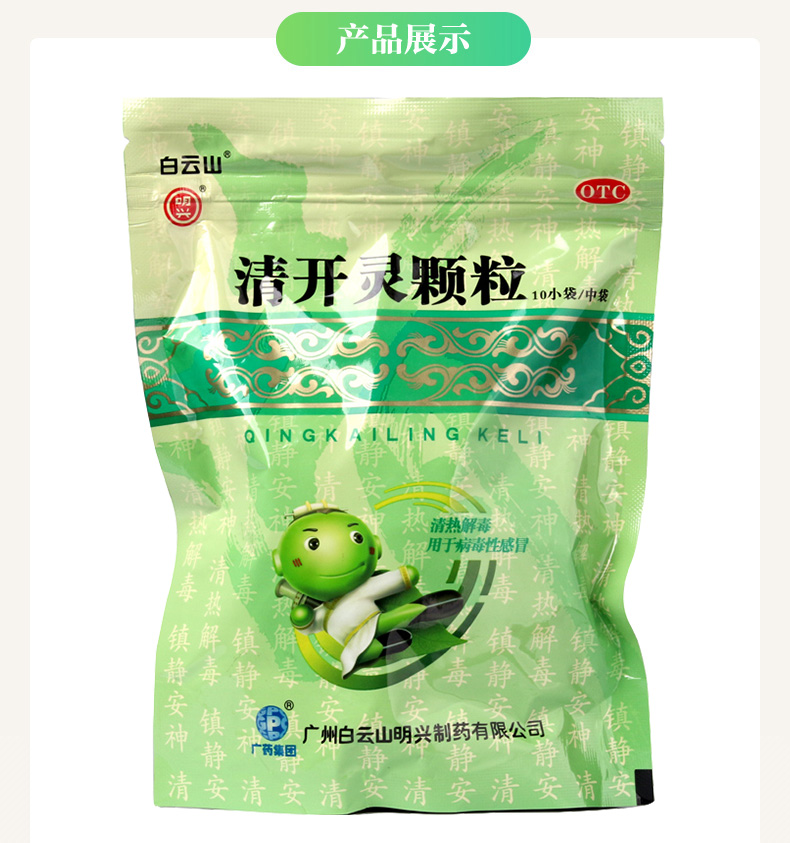 产品展示
白云山®
明兴®
OTC
清开灵颗粒 10小袋/中袋
QINGKAILING KELI
清热解毒
用于病毒性感冒
P®
广药集团
广州白云山明兴制药有限公司